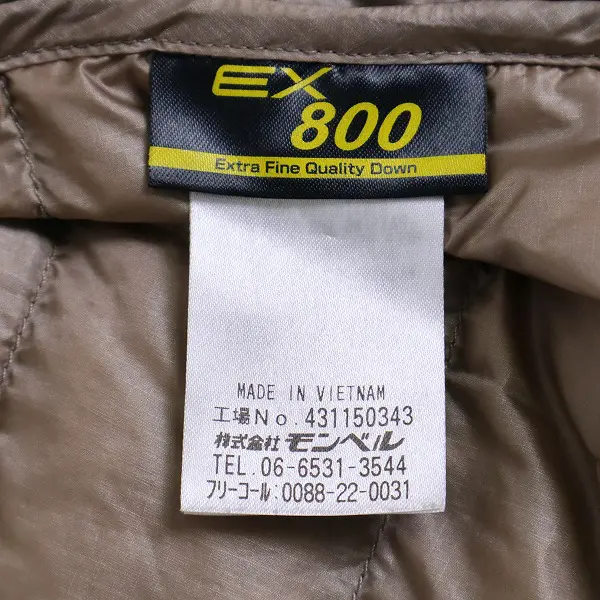 EX
800
Extra Fine Quality Down
MADE IN VIETNAM
工場No.431150343
株式会社 モンベル
TEL.06-6531-3544
フリーコール:0088-22-0031